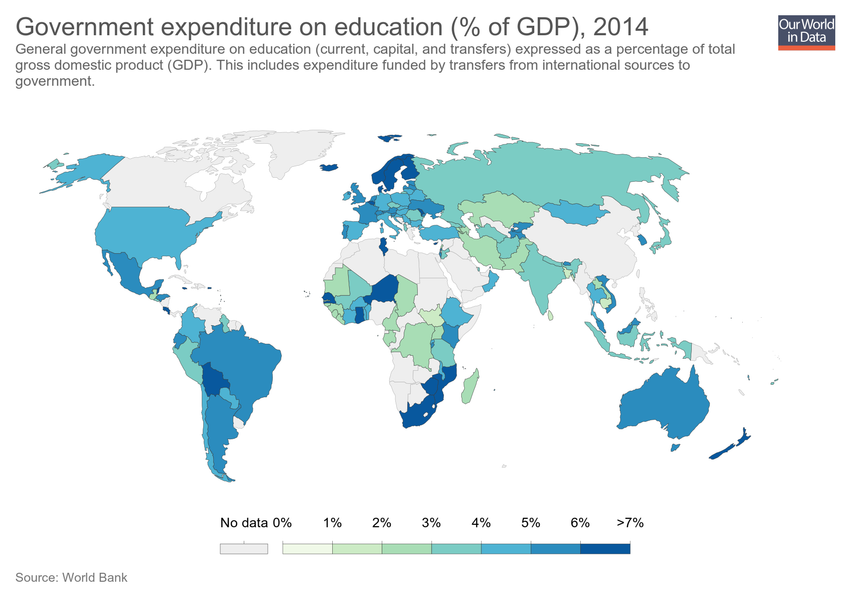 Government expenditure on education (% of GDP), 2014
Our World
in Data
General government expenditure on education (current, capital, and transfers) expressed as a percentage of total
gross domestic product (GDP). This includes expenditure funded by transfers from international sources to
government.
No data 0% 1% 2% 3% 4% 5% 6% >7%
Source: World Bank